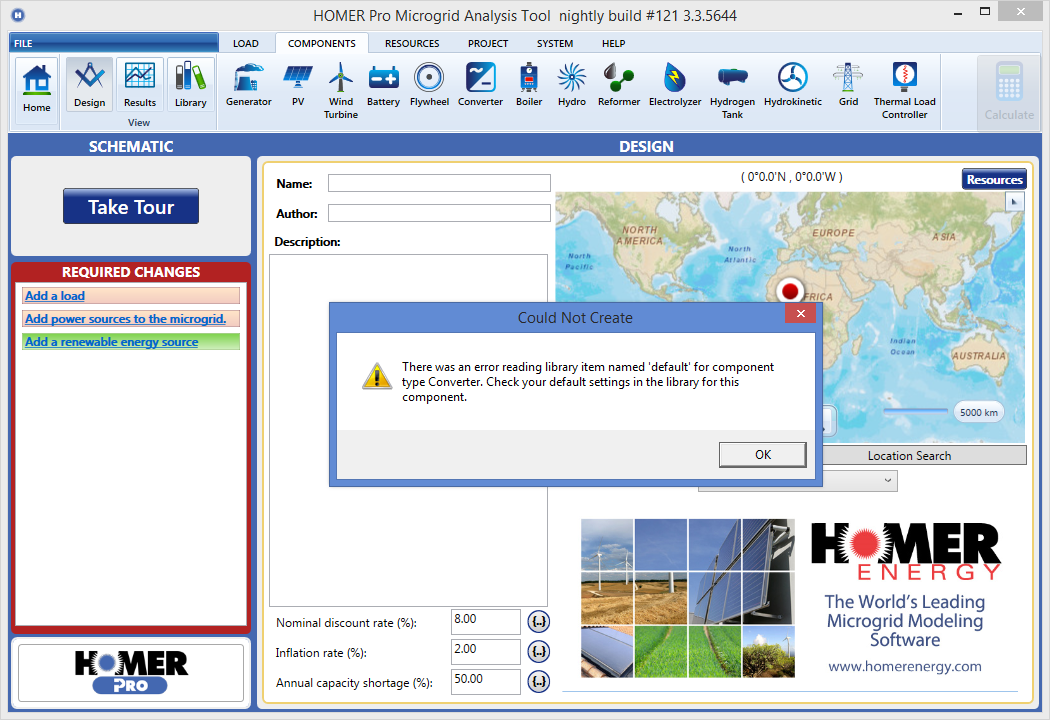 HOMER Pro Microgrid Analysis Tool nightly build #121 3.3.5644
FILE
LOAD
COMPONENTS
RESOURCES
PROJECT
SYSTEM
HELP
Home
Design
Results
Library
View
Generator
PV
Wind
Turbine
Battery
Flywheel
Converter
Boiler
Hydro
Reformer
Electrolyzer
Hydrogen
Tank
Hydrokinetic
Grid
Thermal Load
Controller
Calculate
SCHEMATIC
Take Tour
REQUIRED CHANGES
Add a load
Add power sources to the microgrid.
Add a renewable energy source
HOMER
PRO
DESIGN
Name:
Author:
Description:
( 0°0.0'N , 0°0.0'W )
Resources
NORTH
AMERICA
EUROPE
ASIA
North
Pacific
North
Atlantic
FRICA
Indian
Ocean
AUSTRALIA
5000 km
Location Search
Could Not Create
There was an error reading library item named 'default' for component
type Converter. Check your default settings in the library for this
component.
OK
Nominal discount rate (%):
8.00
{..}
Inflation rate (%):
2.00
{..}
Annual capacity shortage (%):
50.00
{..}
HOMER
ENERGY
The World's Leading
Microgrid Modeling
Software
www.homerenergy.com